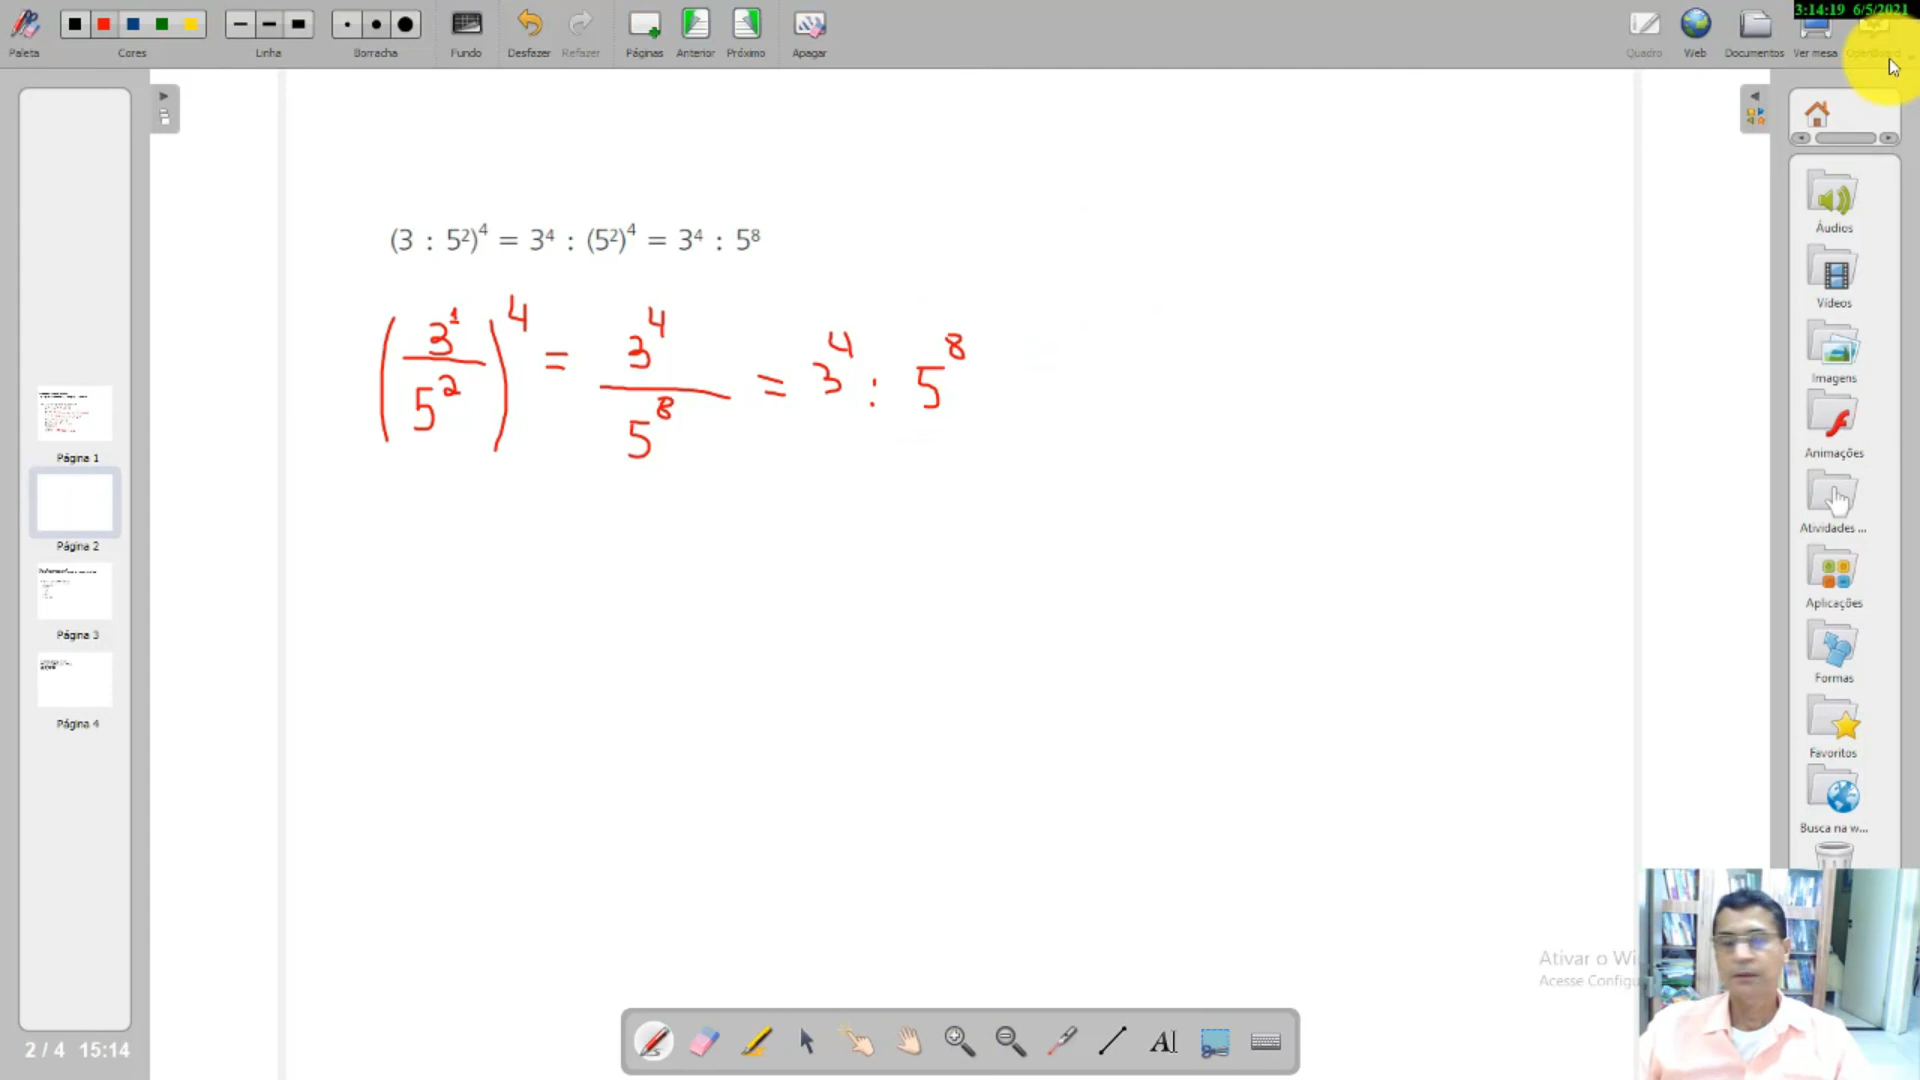 3:14:19 6/5/2021
Paleta Cores Linha Borracha Fundo Desfazer Refazer Páginas Anterior Próximo Apagar Quadro Web Documentos Ver mesa OpenBoard
(3 : 5²)⁴ = 3⁴ : (5²)⁴ = 3⁴ : 5⁸
(3¹/5²)⁴ = 3⁴/5⁸ = 3⁴ : 5⁸
Página 1
Página 2
Página 3
Página 4
2 / 4 15:14
Áudios
Vídeos
Imagens
Animações
Atividades ...
Aplicações
Formas
Favoritos
Busca na w...
Ativar o Wi
Acesse Configu
AI